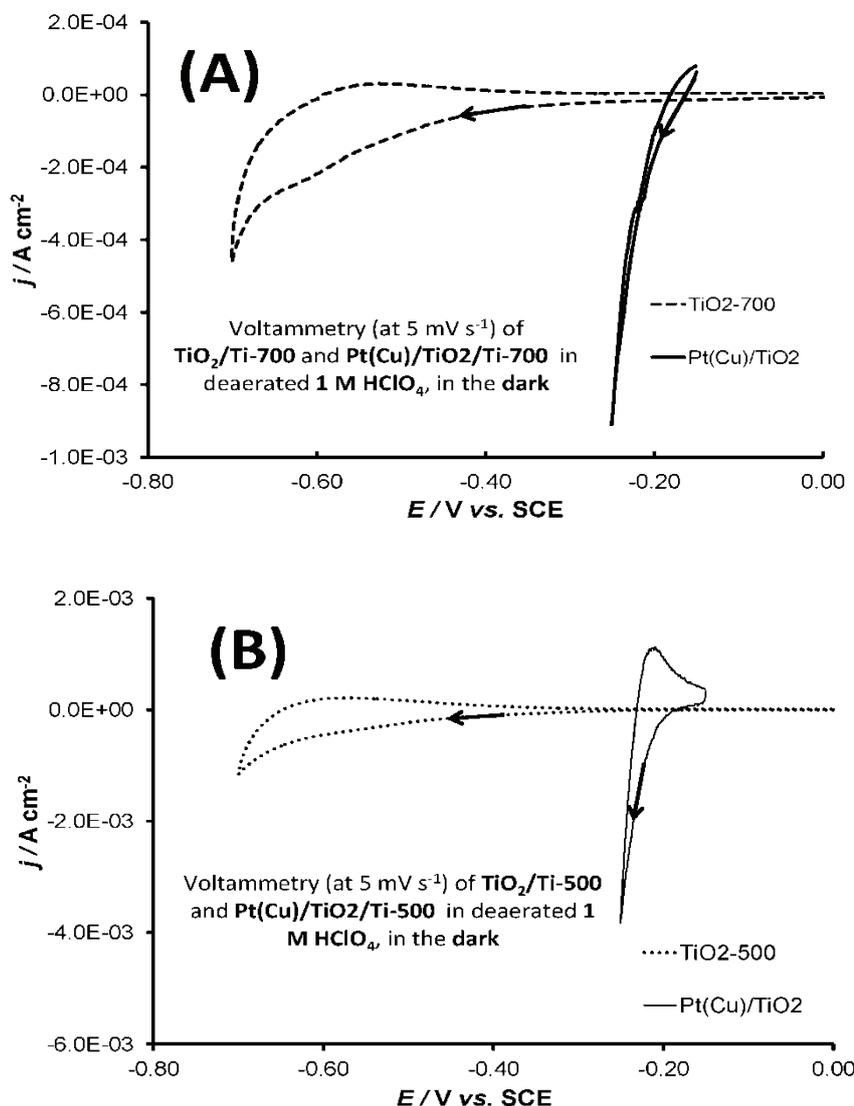 2.0E-04
(A)
0.0E+00
-2.0E-04
-4.0E-04
-6.0E-04
-8.0E-04
-1.0E-03
j / A cm⁻²
TiO2-700
Pt(Cu)/TiO2
Voltammetry (at 5 mV s⁻¹) of
TiO₂/Ti-700 and Pt(Cu)/TiO2/Ti-700 in
deaerated 1 M HClO₄, in the dark
-0.80 -0.60 -0.40 -0.20 0.00
E / V vs. SCE
2.0E-03
(B)
0.0E+00
-2.0E-03
-4.0E-03
-6.0E-03
j / A cm⁻²
Voltammetry (at 5 mV s⁻¹) of TiO₂/Ti-500
and Pt(Cu)/TiO2/Ti-500 in deaerated 1
M HClO₄, in the dark
TiO2-500
Pt(Cu)/TiO2
-0.80 -0.60 -0.40 -0.20 0.00
E / V vs. SCE